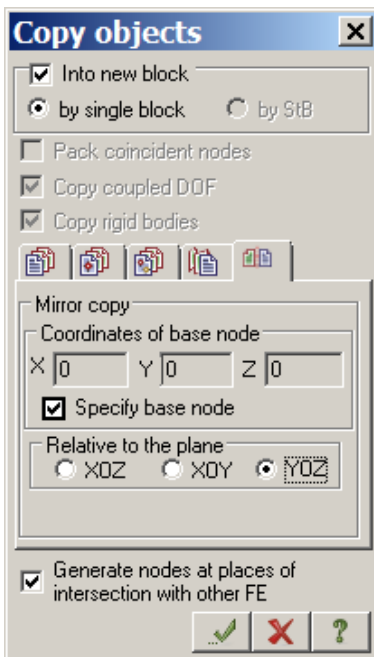 Copy objects
Into new block
by single block by StB
Pack coincident nodes
Copy coupled DOF
Copy rigid bodies
Mirror copy
Coordinates of base node
X 0 Y 0 Z 0
Specify base node
Relative to the plane
XOZ XOY YOZ
Generate nodes at places of
intersection with other FE
?